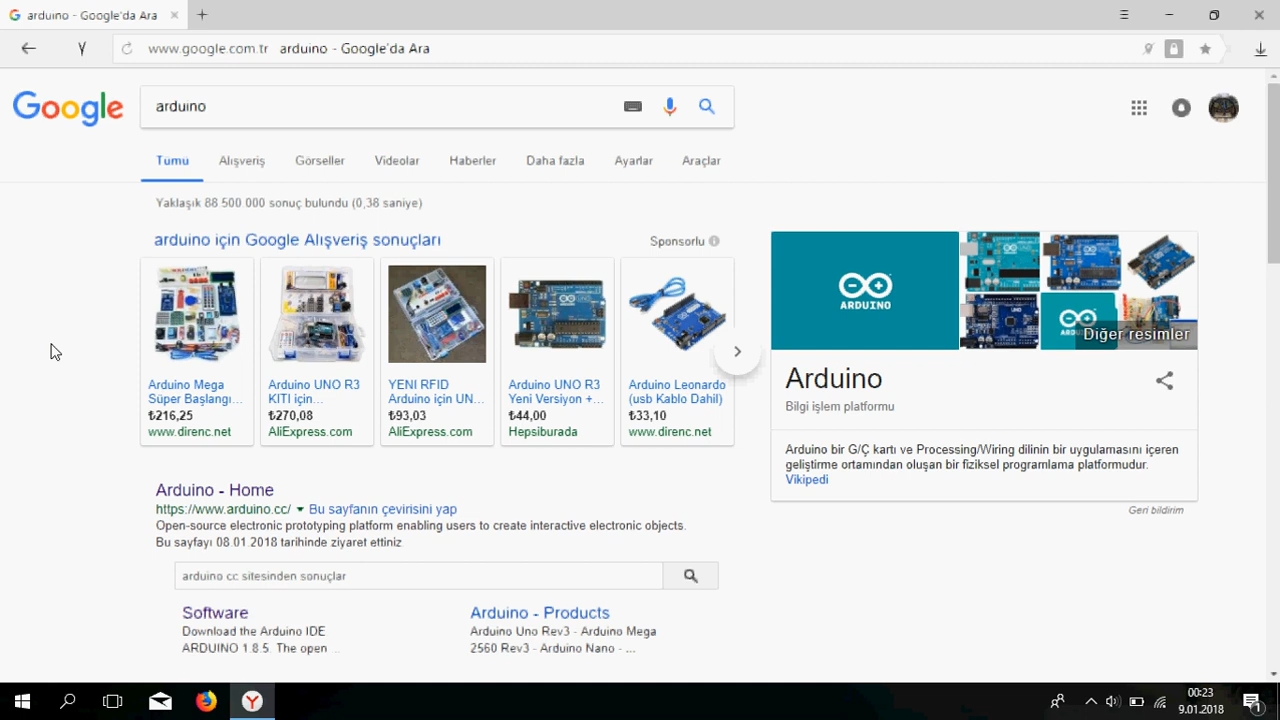 arduino - Google'da Ara
www.google.com.tr arduino - Google'da Ara
Google
arduino
Tümü Alışveriş Görseller Videolar Haberler Daha fazla Ayarlar Araçlar
Yaklaşık 88 500 000 sonuç bulundu (0,38 saniye)
arduino için Google Alışveriş sonuçları
Sponsorlu
Arduino Mega
Süper Başlangı...
₺216,25
www.direnc.net
Arduino UNO R3
KITI için...
₺270,08
AliExpress.com
YENI RFID
Arduino için UN...
₺93,03
AliExpress.com
Arduino UNO R3
Yeni Versiyon +...
₺44,00
Hepsiburada
Arduino Leonardo
(usb Kablo Dahil)
₺33,10
www.direnc.net
Arduino - Home
https://www.arduino.cc/ Bu sayfanın çevirisini yap
Open-source electronic prototyping platform enabling users to create interactive electronic objects.
Bu sayfayı 08.01.2018 tarihinde ziyaret ettiniz
arduino cc sitesinden sonuçlar
Software
Download the Arduino IDE
ARDUINO 1.8.5. The open ...
Arduino - Products
Arduino Uno Rev3 - Arduino Mega
2560 Rev3 - Arduino Nano - ...
ARDUINO
UNO
Diğer resimler
Arduino
Bilgi işlem platformu
Arduino bir G/Ç kartı ve Processing/Wiring dilinin bir uygulamasını içeren
geliştirme ortamından oluşan bir fiziksel programlama platformudur.
Vikipedi
Geri bildirim
00:23
9.01.2018
1